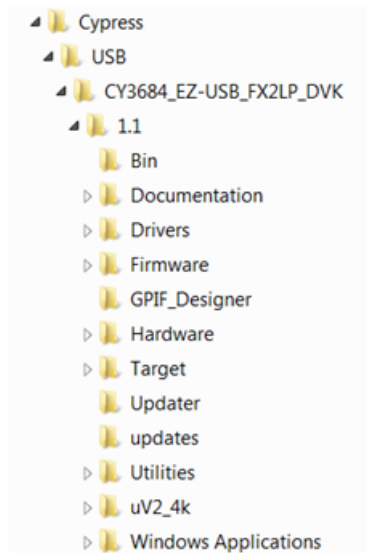 Cypress
USB
CY3684_EZ-USB_FX2LP_DVK
1.1
Bin
Documentation
Drivers
Firmware
GPIF_Designer
Hardware
Target
Updater
updates
Utilities
uV2_4k
Windows Applications